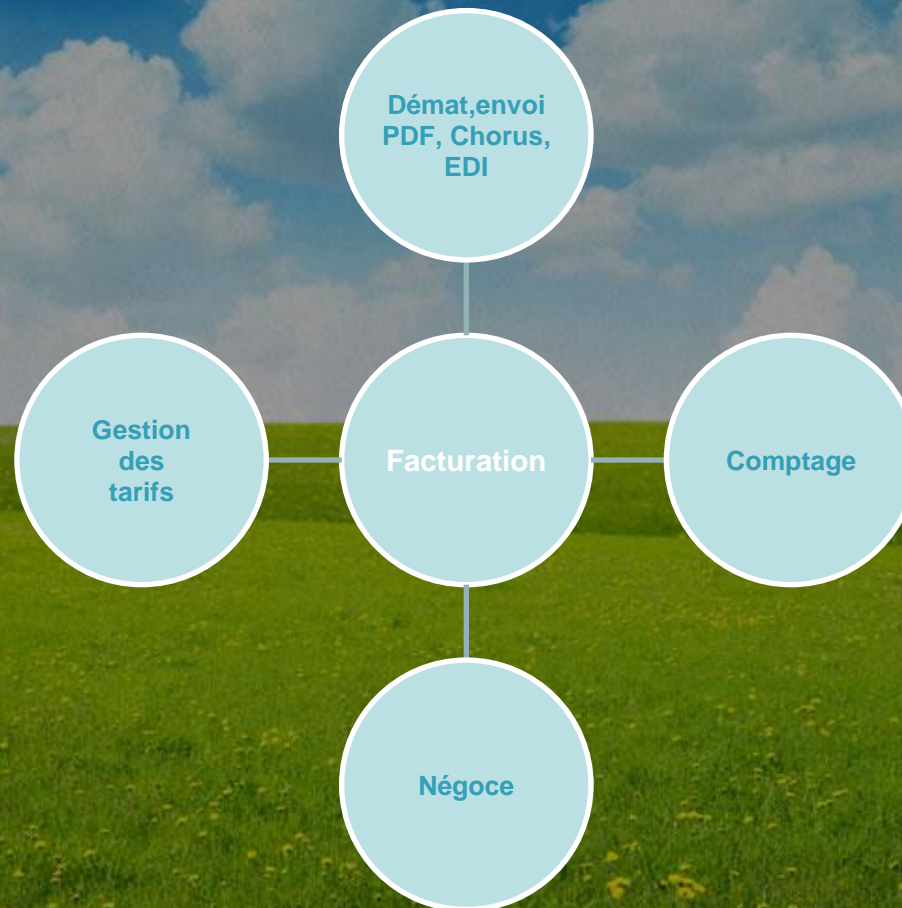 Démat,envoi
PDF, Chorus,
EDI
Gestion
des
tarifs
Facturation
Comptage
Négoce